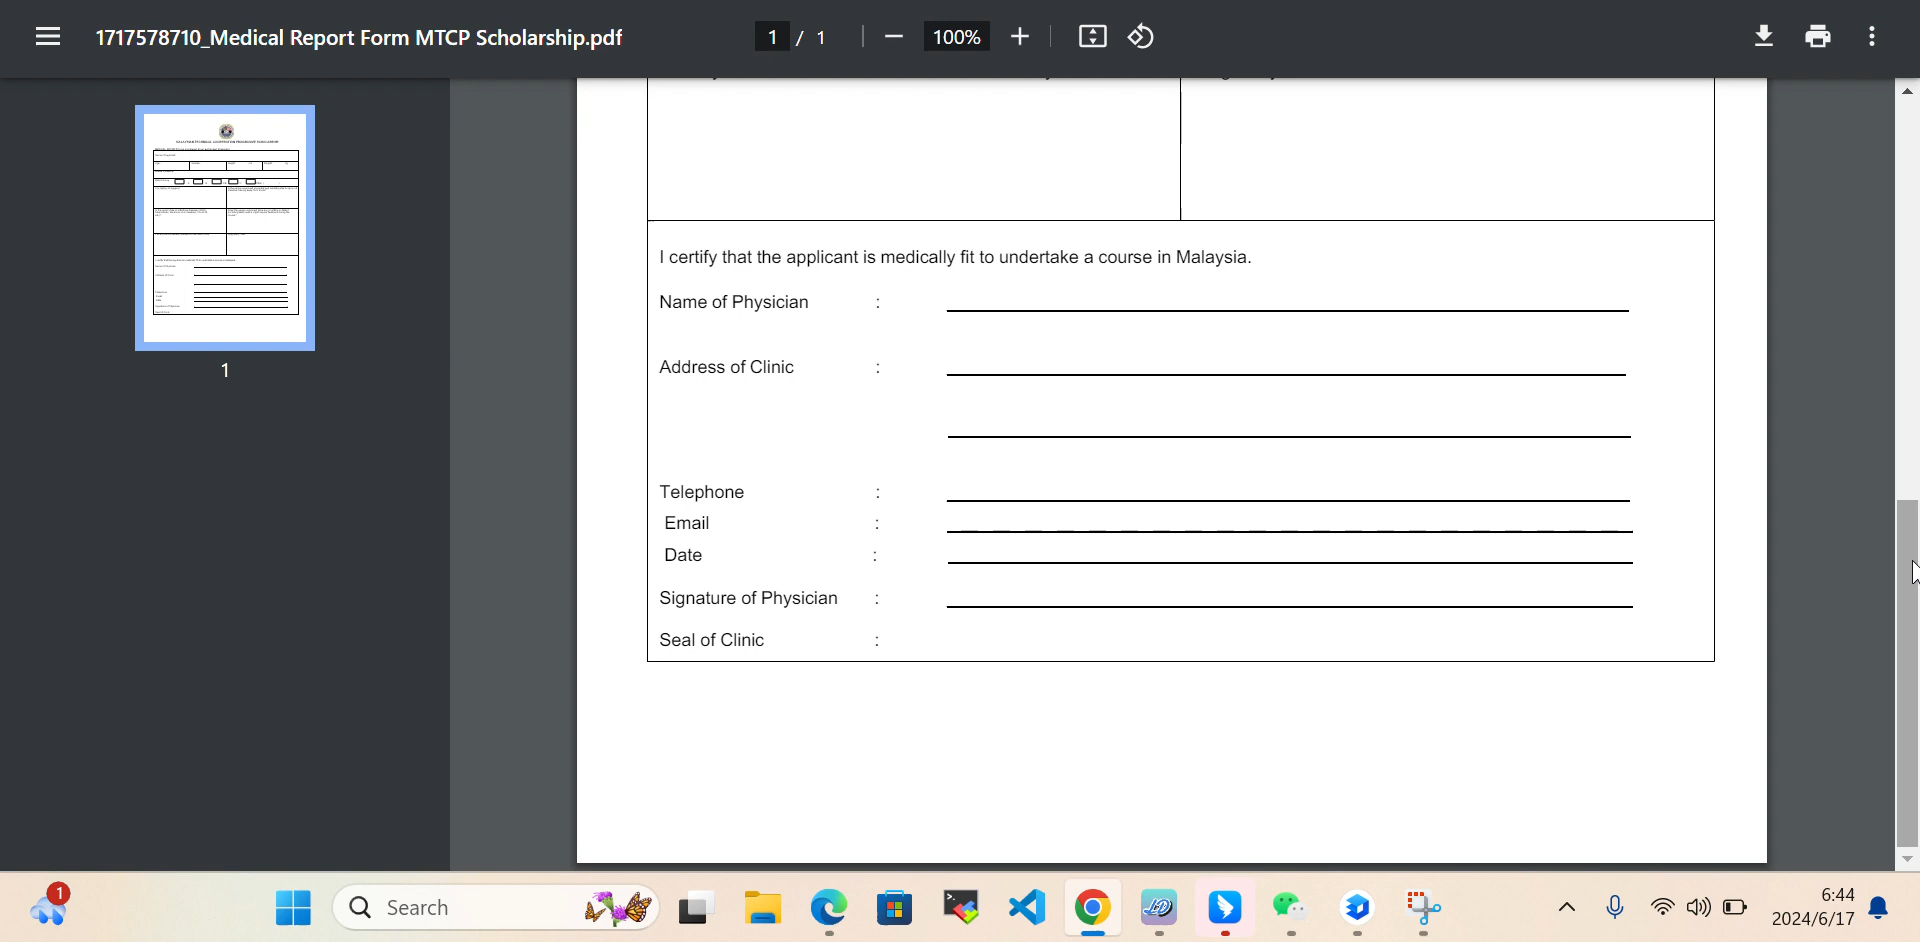 1717578710_Medical Report Form MTCP Scholarship.pdf
1 / 1
100%
1
I certify that the applicant is medically fit to undertake a course in Malaysia.
Name of Physician :
Address of Clinic :
Telephone :
Email :
Date :
Signature of Physician :
Seal of Clinic :
1
Search
6:44
2024/6/17